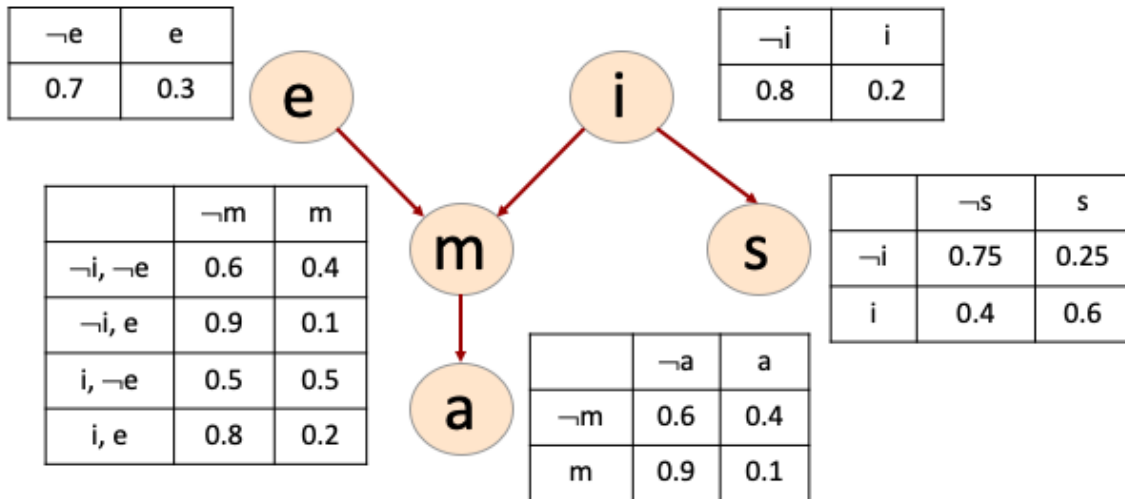 ¬e e
0.7 0.3
e
i
¬i i
0.8 0.2
¬m m
¬i, ¬e 0.6 0.4
¬i, e 0.9 0.1
i, ¬e 0.5 0.5
i, e 0.8 0.2
m
s
¬s s
¬i 0.75 0.25
i 0.4 0.6
a
¬a a
¬m 0.6 0.4
m 0.9 0.1